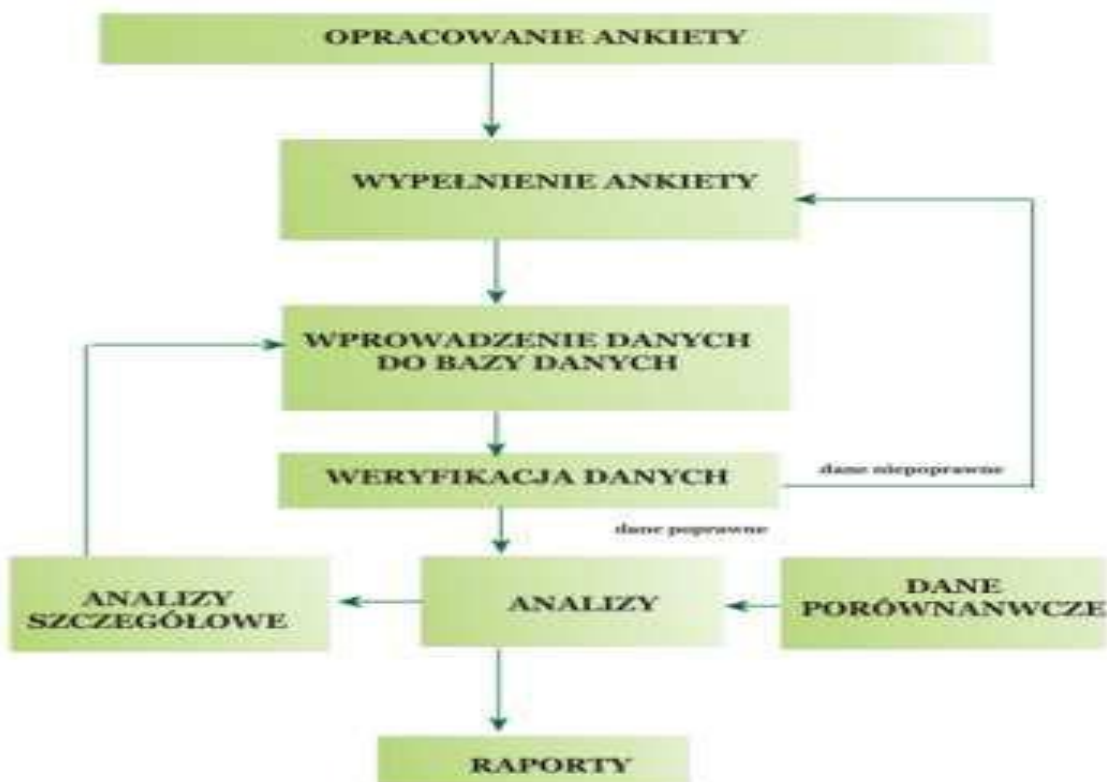 OPRACOWANIE ANKIETY
WYPEŁNIENIE ANKIETY
WPROWADZENIE DANYCH
DO BAZY DANYCH
WERYFIKACJA DANYCH
dane niepoprawne
dane poprawne
ANALIZY
SZCZEGÓŁOWE
ANALIZY
DANE
PORÓWNANWCZE
RAPORTY